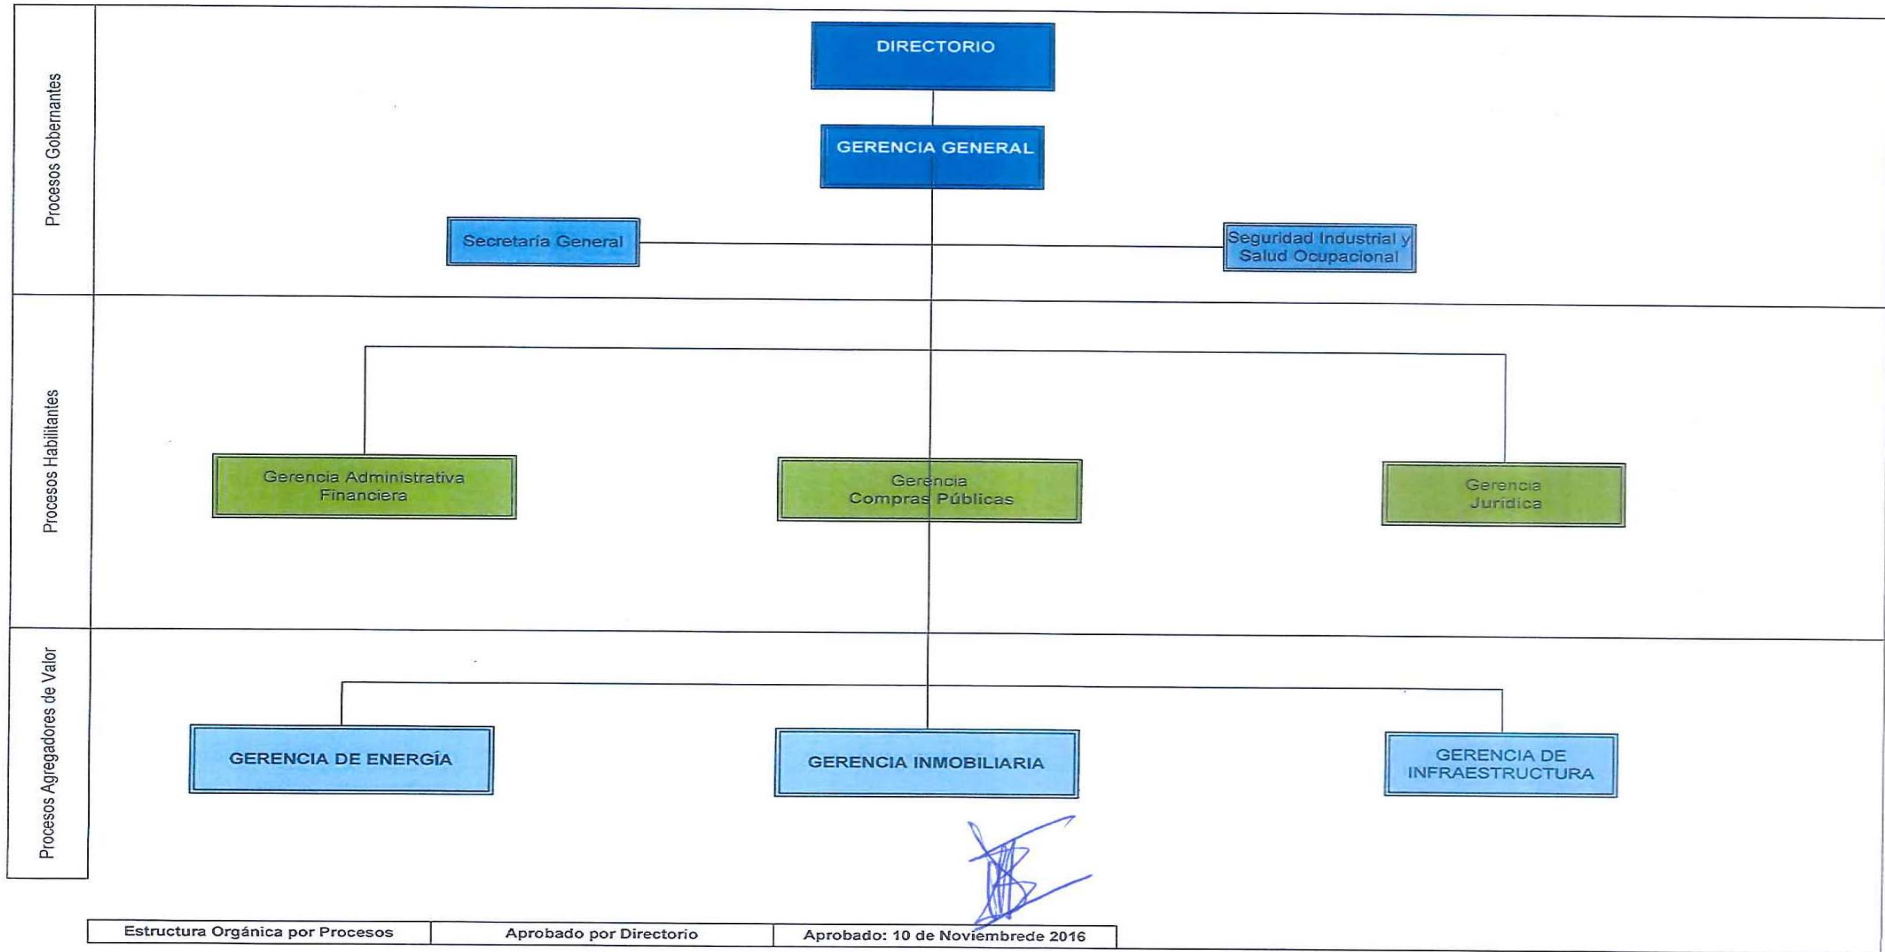 Procesos Gobernantes
DIRECTORIO
GERENCIA GENERAL
Secretaría General
Seguridad Industrial y
Salud Ocupacional
Procesos Habilitantes
Gerencia Administrativa
Financiera
Gerencia
Compras Públicas
Gerencia
Jurídica
Procesos Agregadores de Valor
GERENCIA DE ENERGÍA
GERENCIA INMOBILIARIA
GERENCIA DE
INFRAESTRUCTURA
Estructura Orgánica por Procesos
Aprobado por Directorio
Aprobado: 10 de Noviembrede 2016